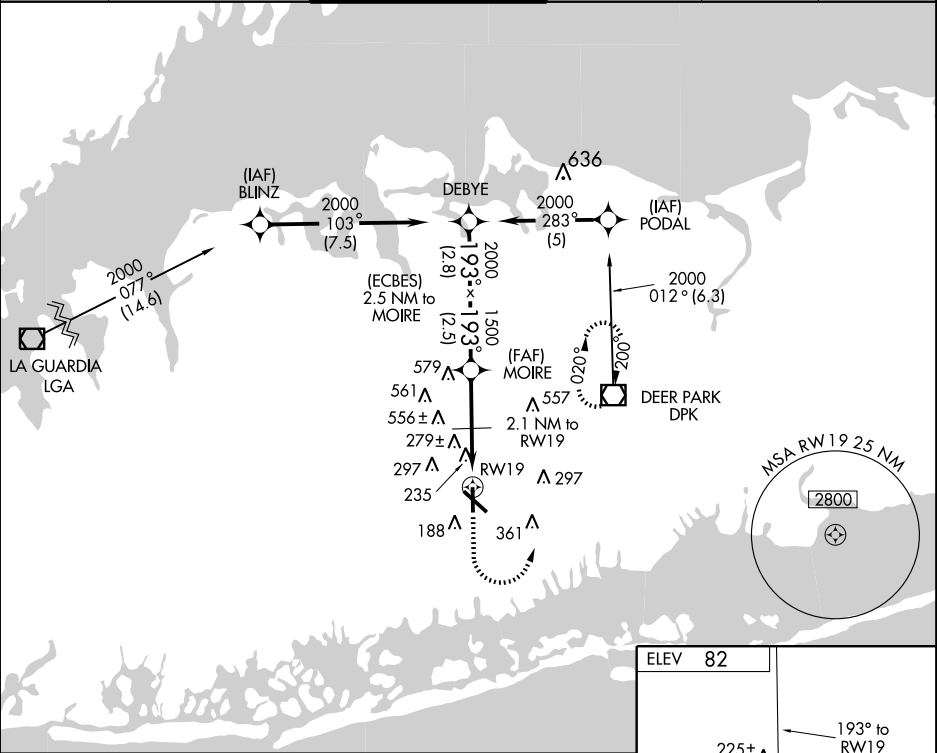 636
(IAF)
BLINZ
DEBYE
2000
103°
(7.5)
2000
283°
(5)
(IAF)
PODAL
2000
077°
(14.6)
2000
193°
(2.8)
(ECBES)
2.5 NM to
MOIRE
2000
012° (6.3)
1500
193°
(2.5)
LA GUARDIA
LGA
(FAF)
MOIRE
020°
200°
579
561
557
DEER PARK
DPK
556±
2.1 NM to
RW19
279±
297
RW19
297
235
188
361
MSA RW19 25 NM
2800
ELEV 82
193° to
RW19
225±